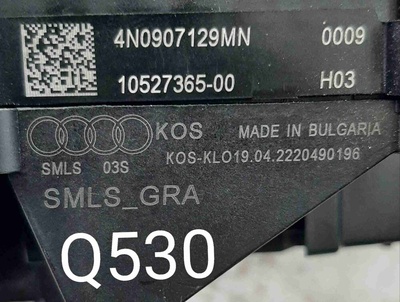 4N0907129MN 0009
10527365-00 H03
KOS MADE IN BULGARIA
KOS-KLO19.04.2220490196
SMLS 03S
SMLS_GRA
Q530